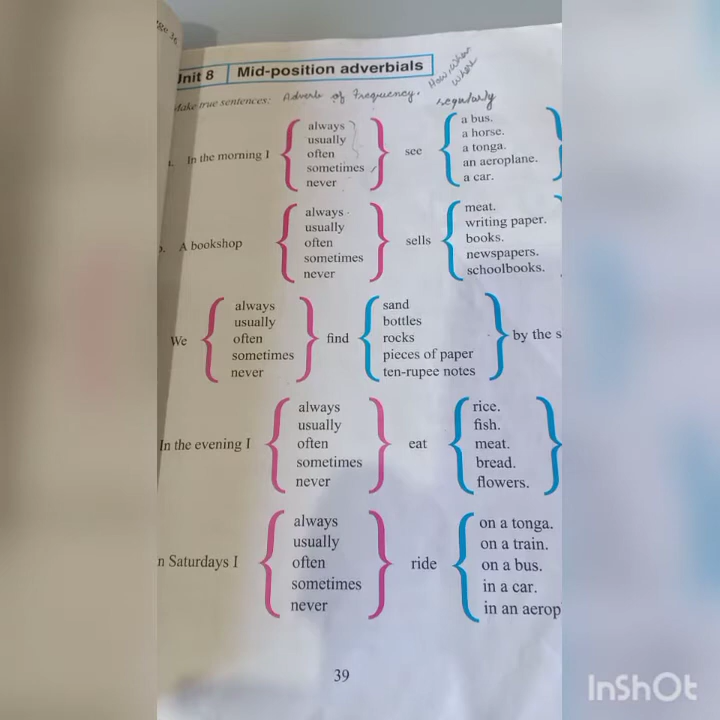 ge 36
Unit 8 Mid-position adverbials
Make true sentences: Adverb of Frequency. How, when
where
regularly
In the morning I
always
usually
often
sometimes
never
see
a bus.
a horse.
a tonga.
an aeroplane.
a car.
A bookshop
always
usually
often
sometimes
never
sells
meat.
writing paper.
books.
newspapers.
schoolbooks.
We
always
usually
often
sometimes
never
find
sand
bottles
rocks
pieces of paper
ten-rupee notes
by the s
In the evening I
always
usually
often
sometimes
never
eat
rice.
fish.
meat.
bread.
flowers.
n Saturdays I
always
usually
often
sometimes
never
ride
on a tonga.
on a train.
on a bus.
in a car.
in an aerop
39
InShOt